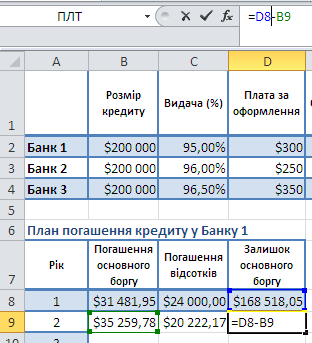 ПЛТ fx =D8-B9
A B C D
1 Розмір кредиту Видача (%) Плата за оформлення
2 Банк 1 $200 000 95,00% $300
3 Банк 2 $200 000 96,00% $250
4 Банк 3 $200 000 96,50% $350
5
6 План погашення кредиту у Банку 1
7 Рік Погашення основного боргу Погашення відсотків Залишок основного боргу
8 1 $31 481,95 $24 000,00 $168 518,05
9 2 $35 259,78 $20 222,17 =D8-B9